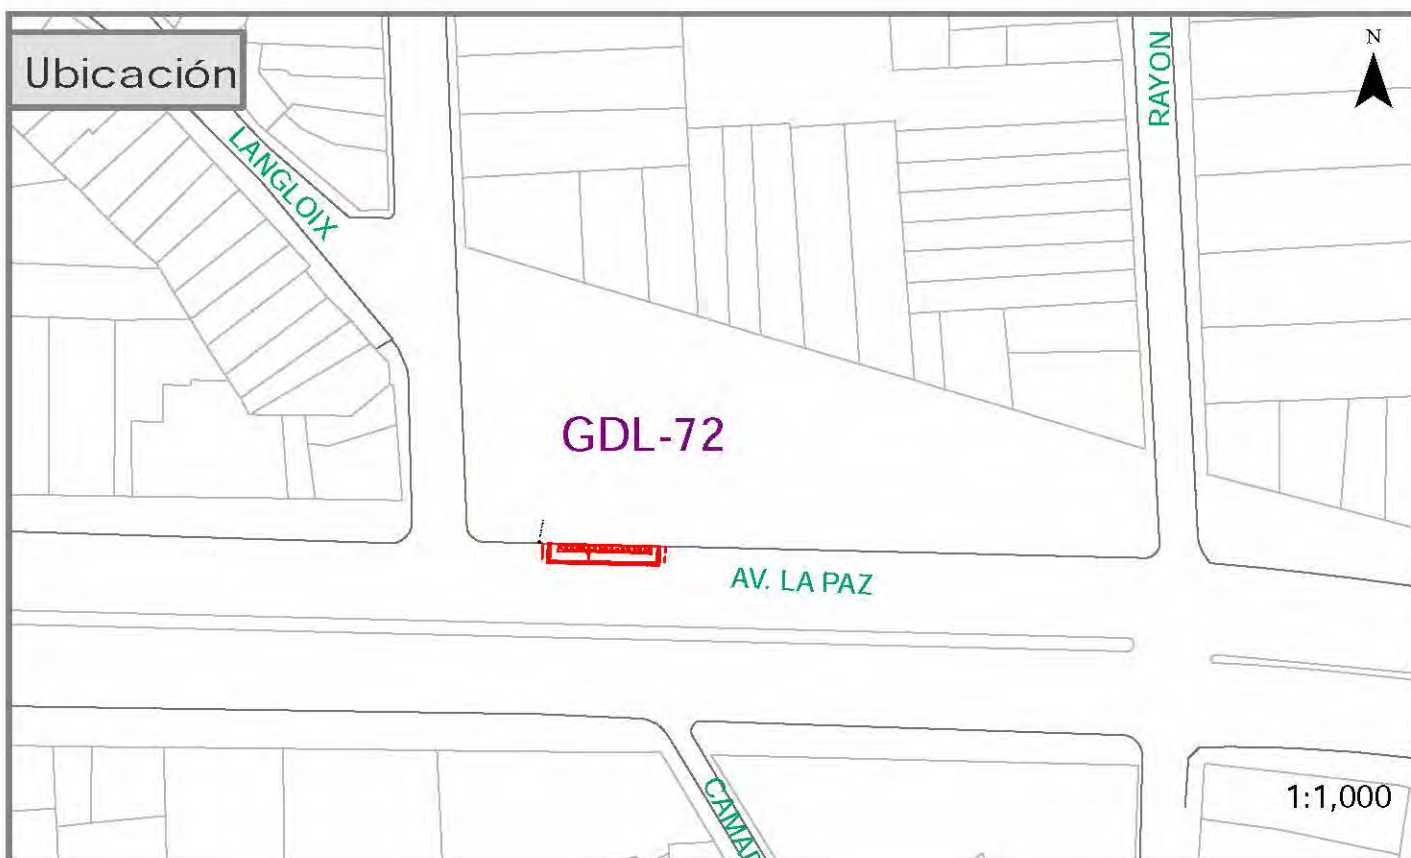 Ubicación
N
RAYON
LANGLOIX
GDL-72
AV. LA PAZ
1:1,000